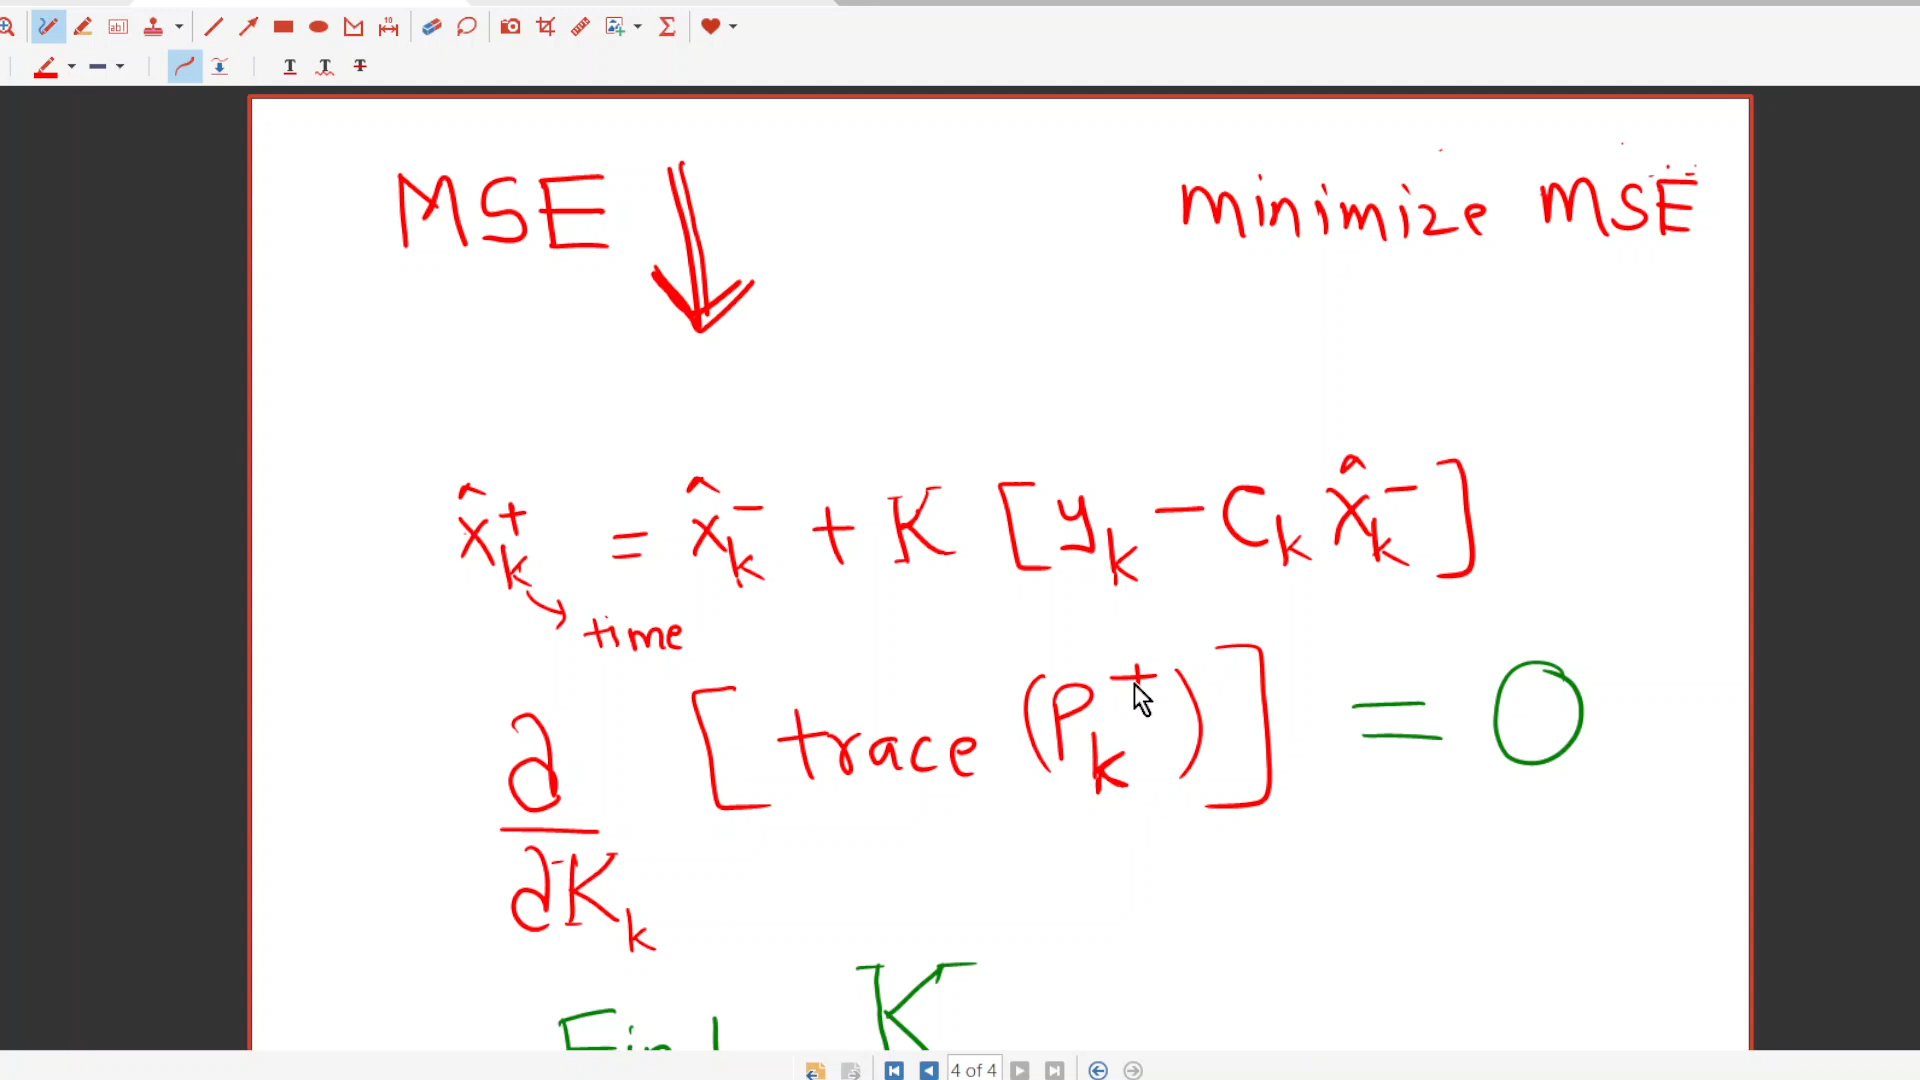 MSE minimize MSE
x̂ₖ⁺ = x̂ₖ⁻ + K [yₖ - Cₖ x̂ₖ⁻]
time
∂/∂Kₖ [trace (Pₖ⁺)] = 0
K
4 of 4